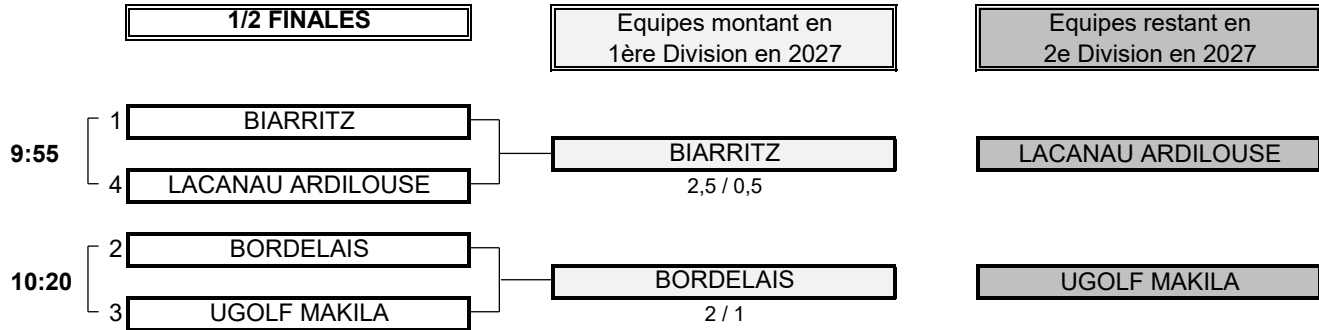 1/2 FINALES
Equipes montant en
1ère Division en 2027
Equipes restant en
2e Division en 2027
9:55
1 BIARRITZ
4 LACANAU ARDILOUSE
BIARRITZ
2,5 / 0,5
LACANAU ARDILOUSE
10:20
2 BORDELAIS
3 UGOLF MAKILA
BORDELAIS
2 / 1
UGOLF MAKILA